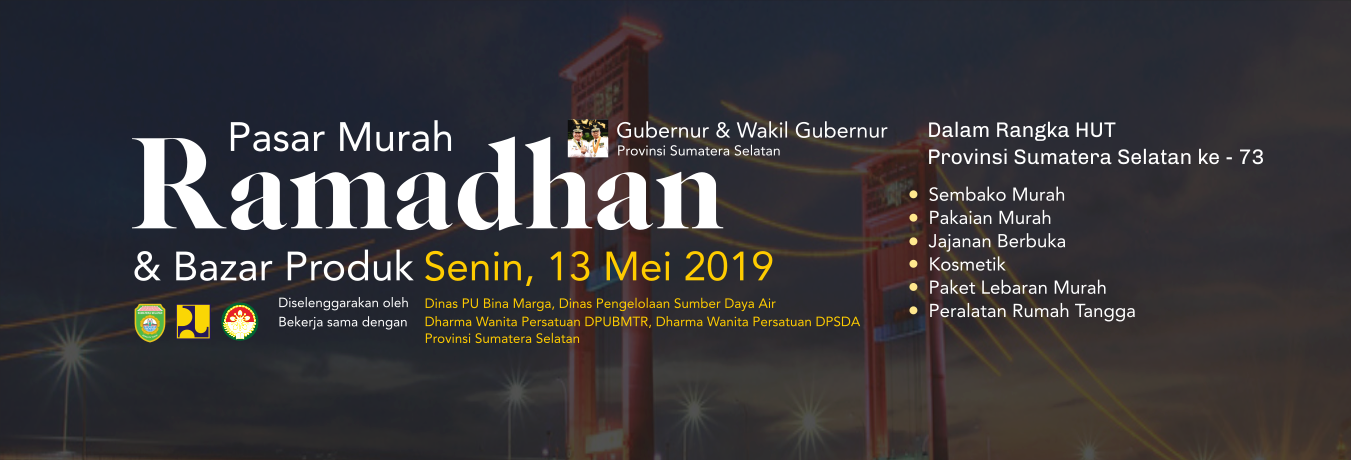 Pasar Murah
Ramadhan
& Bazar Produk Senin, 13 Mei 2019
Diselenggarakan oleh Dinas PU Bina Marga, Dinas Pengelolaan Sumber Daya Air
Bekerja sama dengan Dharma Wanita Persatuan DPUBMTR, Dharma Wanita Persatuan DPSDA
Provinsi Sumatera Selatan
Gubernur & Wakil Gubernur
Provinsi Sumatera Selatan
Dalam Rangka HUT
Provinsi Sumatera Selatan ke - 73
• Sembako Murah
• Pakaian Murah
• Jajanan Berbuka
• Kosmetik
• Paket Lebaran Murah
• Peralatan Rumah Tangga